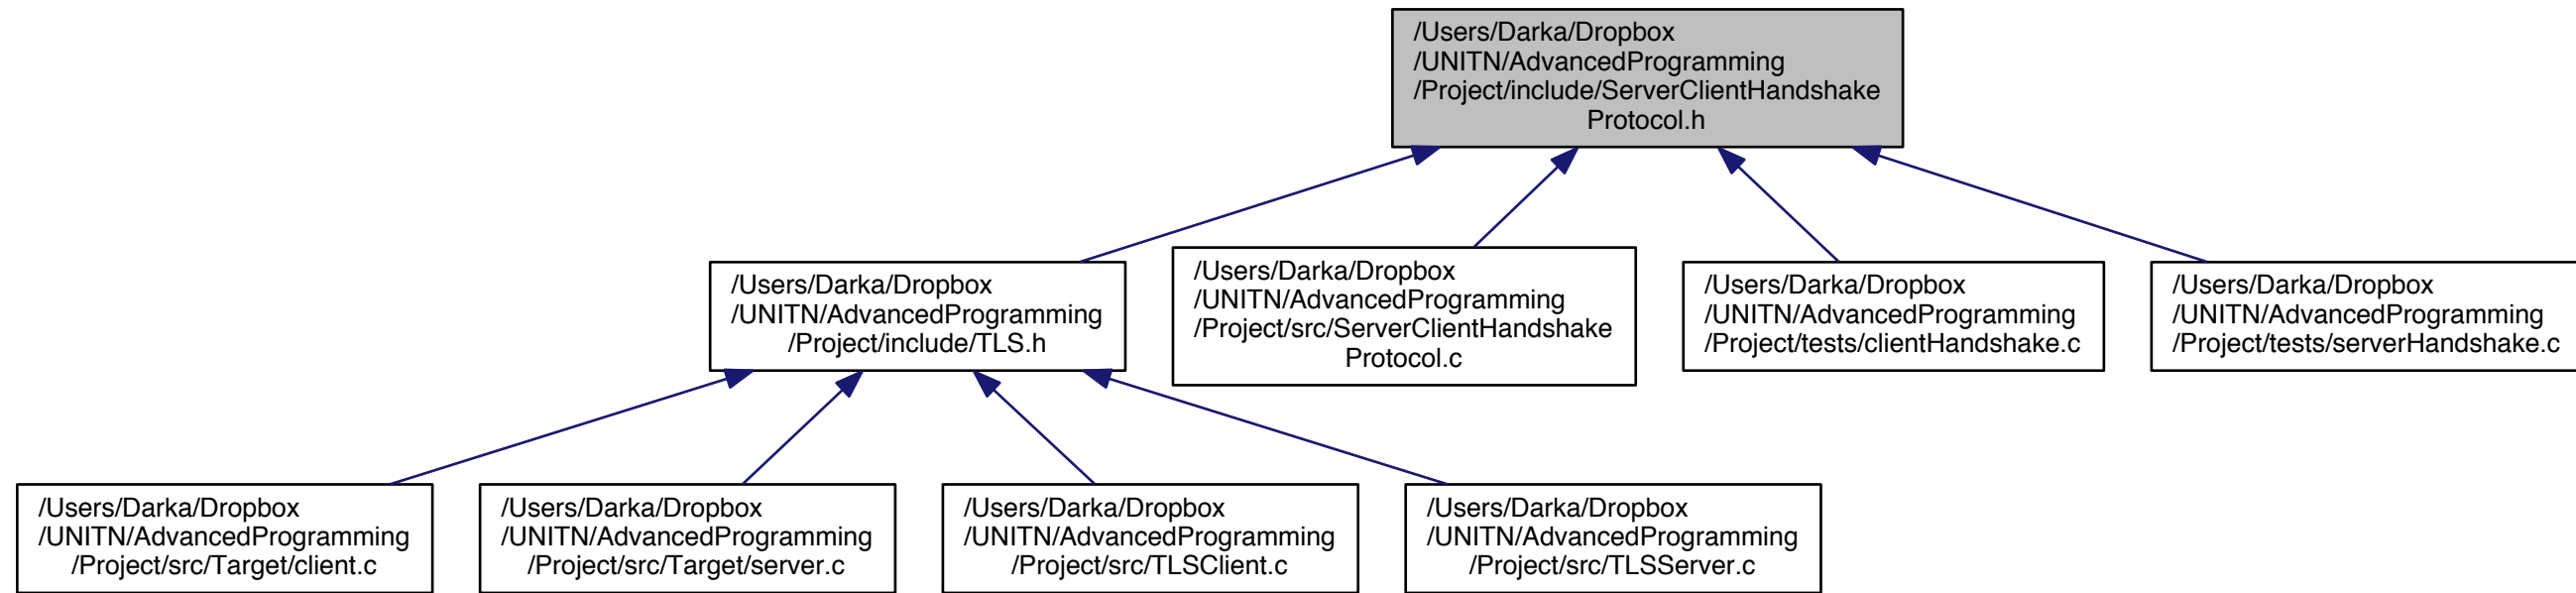 /Users/Darka/Dropbox
/UNITN/AdvancedProgramming
/Project/include/ServerClientHandshake
Protocol.h
/Users/Darka/Dropbox
/UNITN/AdvancedProgramming
/Project/include/TLS.h
/Users/Darka/Dropbox
/UNITN/AdvancedProgramming
/Project/src/ServerClientHandshake
Protocol.c
/Users/Darka/Dropbox
/UNITN/AdvancedProgramming
/Project/tests/clientHandshake.c
/Users/Darka/Dropbox
/UNITN/AdvancedProgramming
/Project/tests/serverHandshake.c
/Users/Darka/Dropbox
/UNITN/AdvancedProgramming
/Project/src/Target/client.c
/Users/Darka/Dropbox
/UNITN/AdvancedProgramming
/Project/src/Target/server.c
/Users/Darka/Dropbox
/UNITN/AdvancedProgramming
/Project/src/TLSClient.c
/Users/Darka/Dropbox
/UNITN/AdvancedProgramming
/Project/src/TLSServer.c